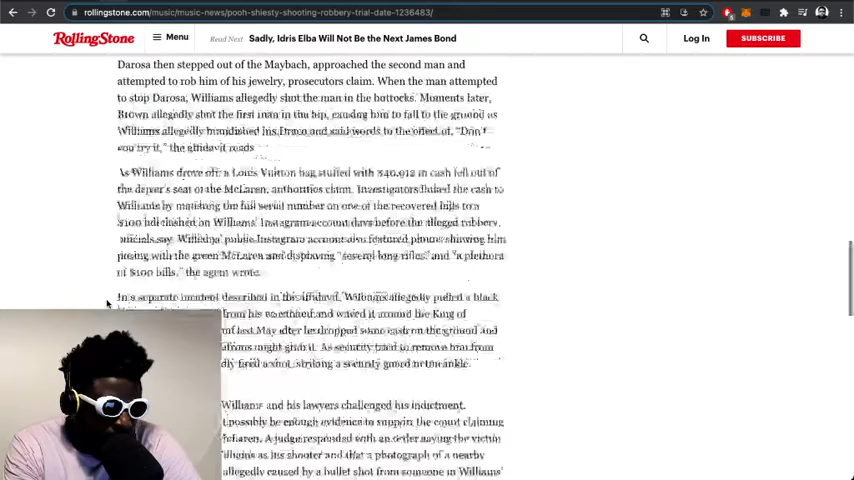 rollingstone.com/music/music-news/pooh-shiesty-shooting-robbery-trial-date-1236483/
RollingStone
Menu
Read Next Sadly, Idris Elba Will Not Be the Next James Bond
Log In
SUBSCRIBE
Darosa then stepped out of the Maybach, approached the second man and
attempted to rob him of his jewelry, prosecutors claim. When the man attempted
to stop Darosa, Williams allegedly shot the man in the buttocks. Moments later,
Brown allegedly shot the first man in the hip, causing him to fall to the ground as
Williams allegedly brandished his Draco and said words to the effect of, "Don't
you try it," the affidavit reads
As Williams drove off, a Louis Vuitton bag stuffed with $40,912 in cash fell out of
the driver's seat of the McLaren, authorities claim. Investigators linked the cash to
Williams by matching the full serial number on one of the recovered bills to a
$100 bill flashed on Williams' Instagram account days before the alleged robbery,
officials say. Williams' public Instagram account also featured photos showing him
posing with the green McLaren and displaying "several long rifles" and "a plethora
of $100 bills," the agent wrote.
In a separate incident described in the affidavit, Williams allegedly pulled a black
from his waistband and waved it around the King of
last May after he dropped some cash on the ground and
might grab it. As security tried to remove him from
fired a shot, striking a security guard in the ankle.
Williams and his lawyers challenged his indictment,
possibly be enough evidence to support the count claiming
McLaren. A judge responded with an order saying the victim
as his shooter and that a photograph of a nearby
allegedly caused by a bullet shot from someone in Williams'